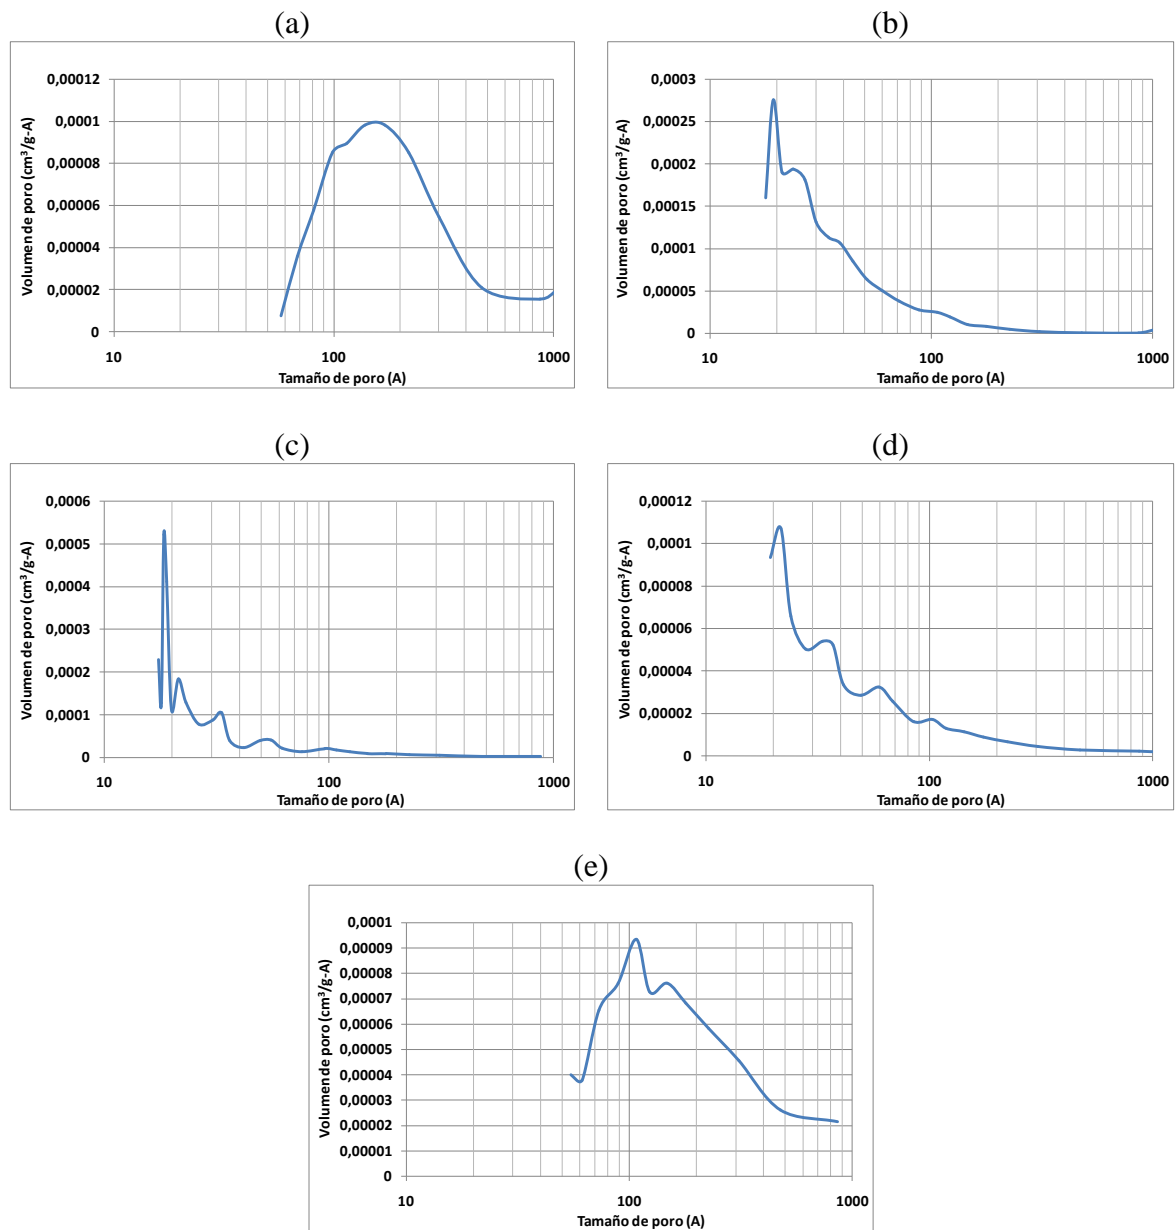 (a)
Volumen de poro (cm³/g-A)
0,00012
0,0001
0,00008
0,00006
0,00004
0,00002
0
10 100 1000
Tamaño de poro (A)
(b)
Volumen de poro (cm³/g-A)
0,0003
0,00025
0,0002
0,00015
0,0001
0,00005
0
10 100 1000
Tamaño de poro (A)
(c)
Volumen de poro (cm³/g-A)
0,0006
0,0005
0,0004
0,0003
0,0002
0,0001
0
10 100 1000
Tamaño de poro (A)
(d)
Volumen de poro (cm³/g-A)
0,00012
0,0001
0,00008
0,00006
0,00004
0,00002
0
10 100 1000
Tamaño de poro (A)
(e)
Volumen de poro (cm³/g-A)
0,0001
0,00009
0,00008
0,00007
0,00006
0,00005
0,00004
0,00003
0,00002
0,00001
0
10 100 1000
Tamaño de poro (A)